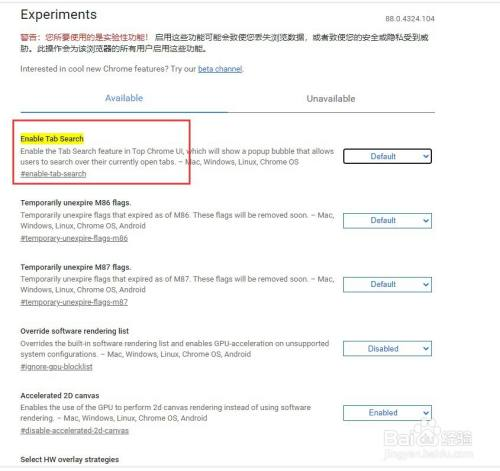 Experiments
88.0.4324.104
警告：您所要使用的是实验性功能！ 启用这些功能可能会致使您丢失浏览数据，或者致使您的安全或隐私受到威
胁。此操作会为该浏览器的所有用户启用这些功能。
Interested in cool new Chrome features? Try our beta channel.
Available
Unavailable
Enable Tab Search
Enable the Tab Search feature in Top Chrome UI, which will show a popup bubble that allows
users to search over their currently open tabs. – Mac, Windows, Linux, Chrome OS
#enable-tab-search
Default
Temporarily unexpire M86 flags.
Temporarily unexpire flags that expired as of M86. These flags will be removed soon. – Mac,
Windows, Linux, Chrome OS, Android
#temporary-unexpire-flags-m86
Default
Temporarily unexpire M87 flags.
Temporarily unexpire flags that expired as of M87. These flags will be removed soon. – Mac,
Windows, Linux, Chrome OS, Android
#temporary-unexpire-flags-m87
Default
Override software rendering list
Overrides the built-in software rendering list and enables GPU-acceleration on unsupported
system configurations. – Mac, Windows, Linux, Chrome OS, Android
#ignore-gpu-blocklist
Disabled
Accelerated 2D canvas
Enables the use of the GPU to perform 2d canvas rendering instead of using software
rendering. – Mac, Windows, Linux, Chrome OS, Android
#disable-accelerated-2d-canvas
Enabled
Select HW overlay strategies
Baidu 经验
jingyan.baidu.com